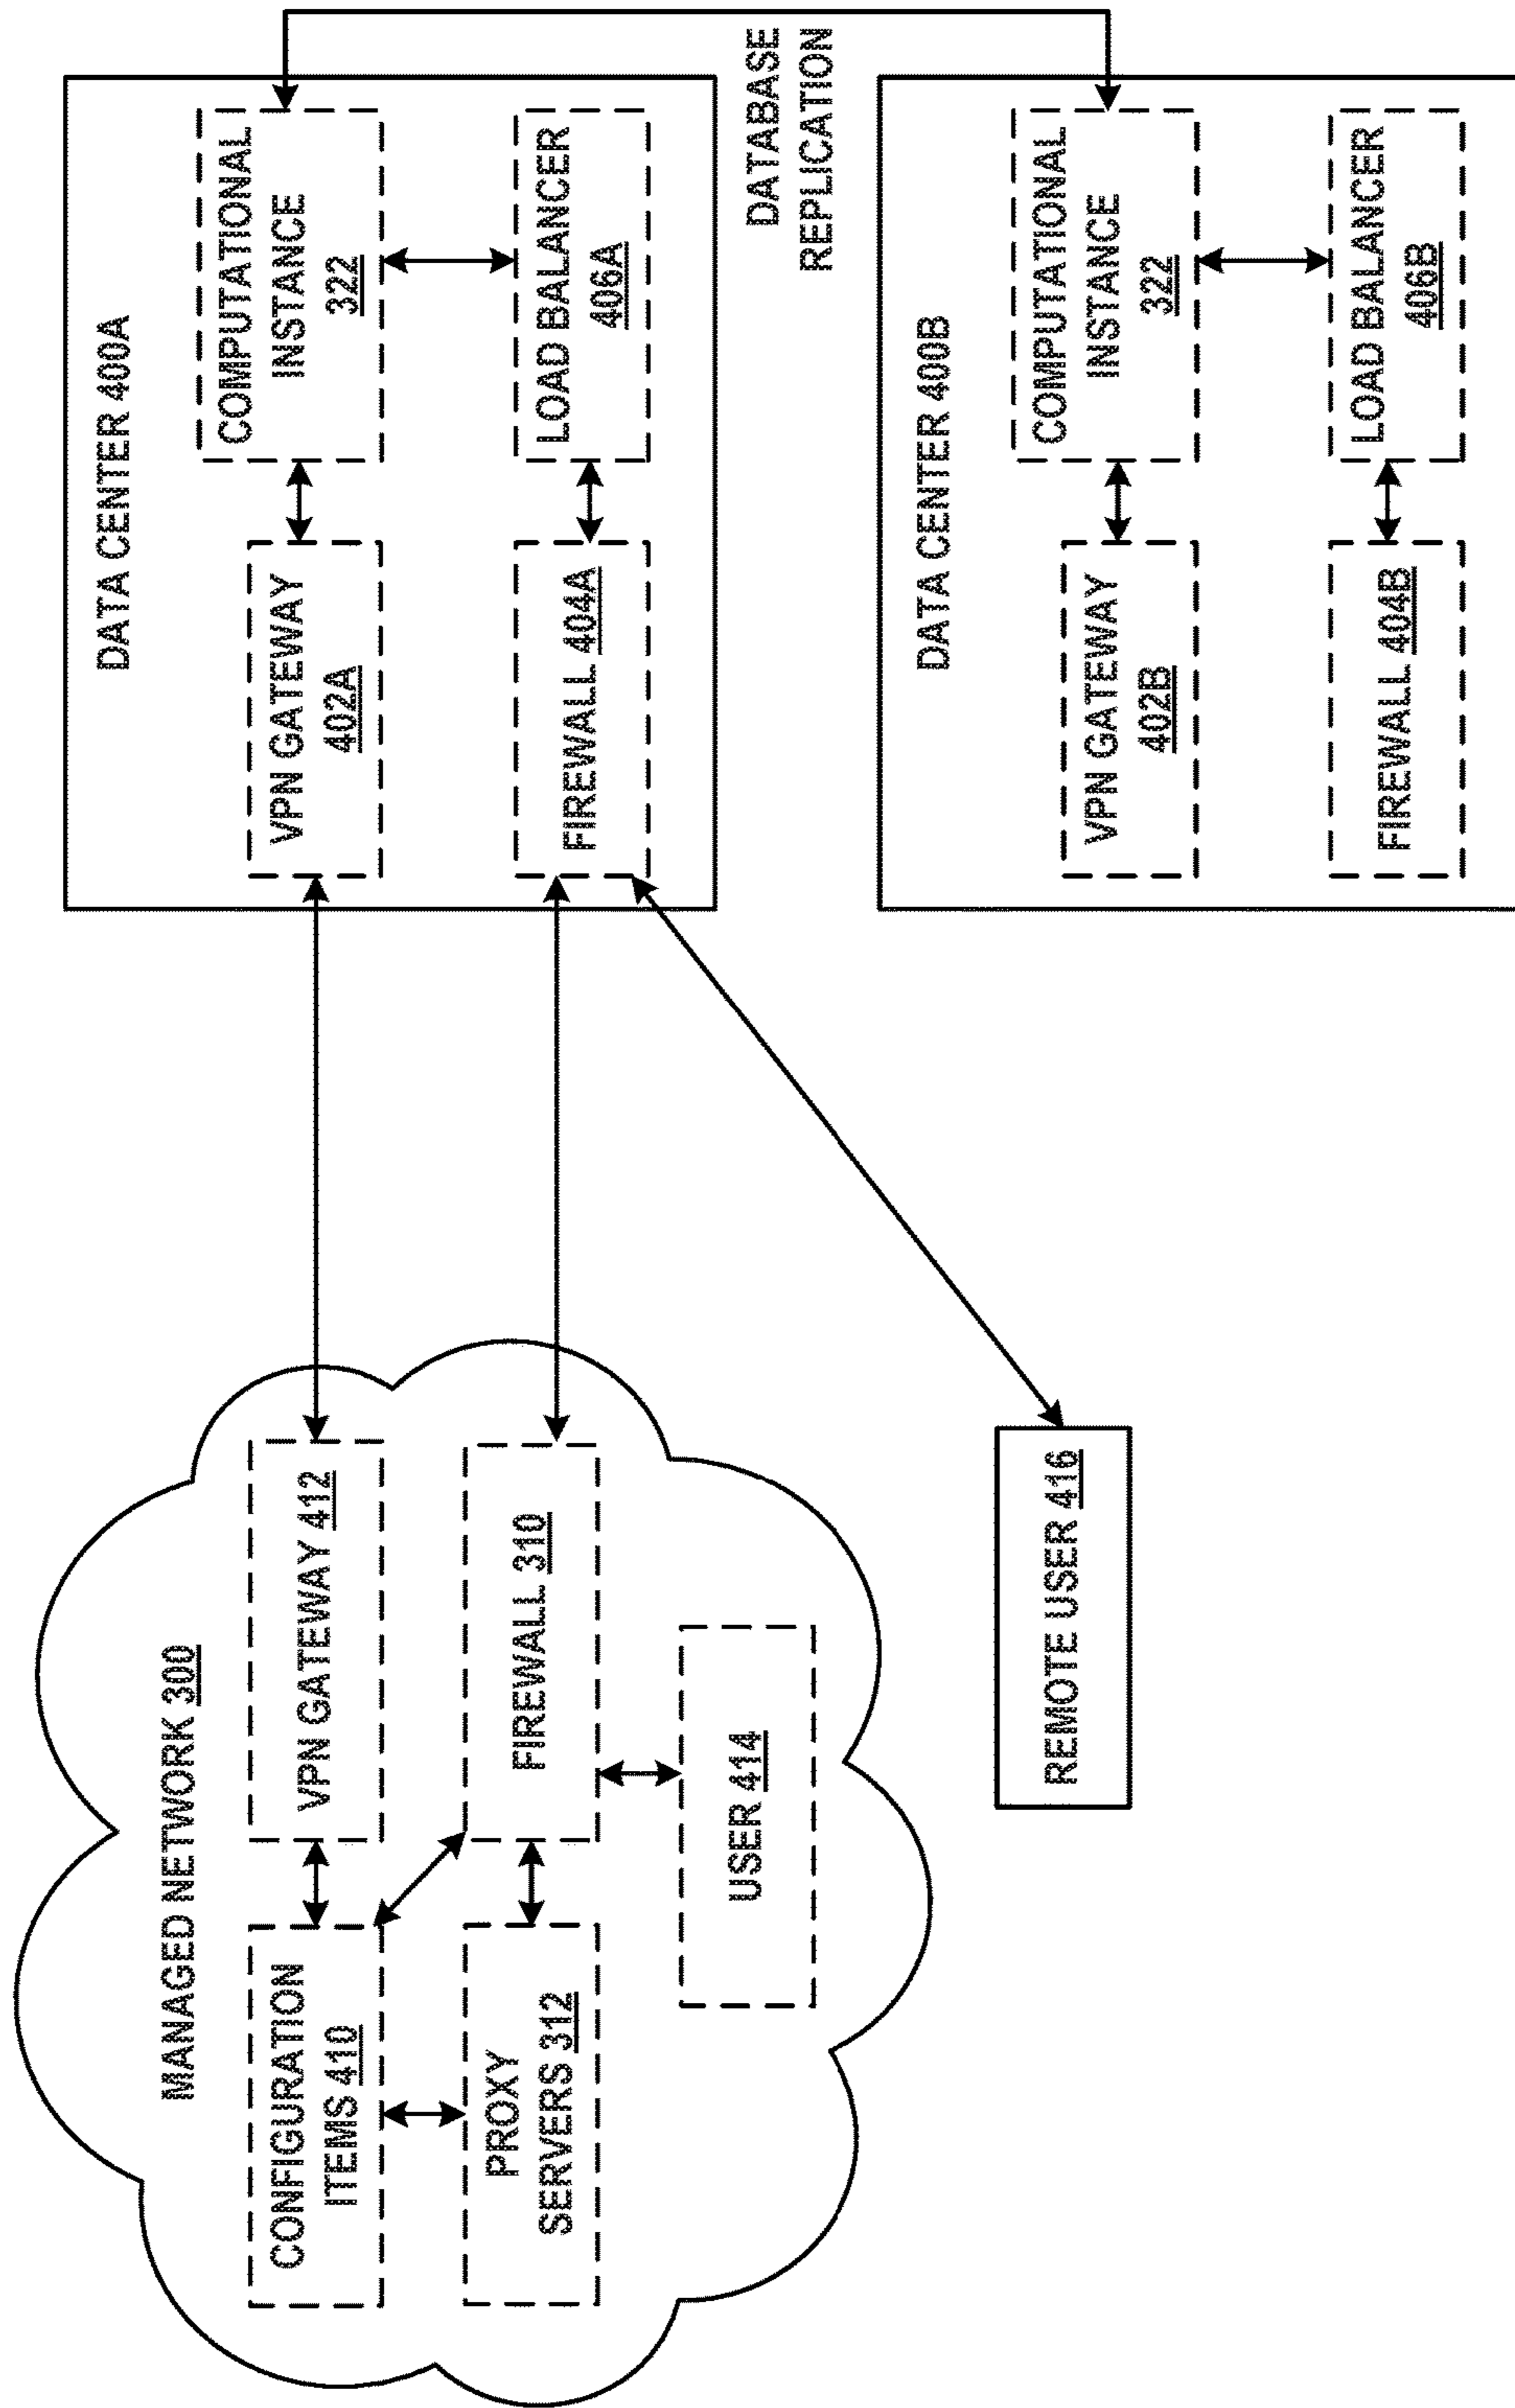 MANAGED NETWORK 300
CONFIGURATION
ITEMS 410
VPN GATEWAY 412
PROXY
SERVERS 312
FIREWALL 310
USER 414
REMOTE USER 416
DATA CENTER 400A
VPN GATEWAY
402A
COMPUTATIONAL
INSTANCE
322
FIREWALL 404A
LOAD BALANCER
406A
DATABASE
REPLICATION
DATA CENTER 400B
VPN GATEWAY
402B
COMPUTATIONAL
INSTANCE
322
FIREWALL 404B
LOAD BALANCER
406B